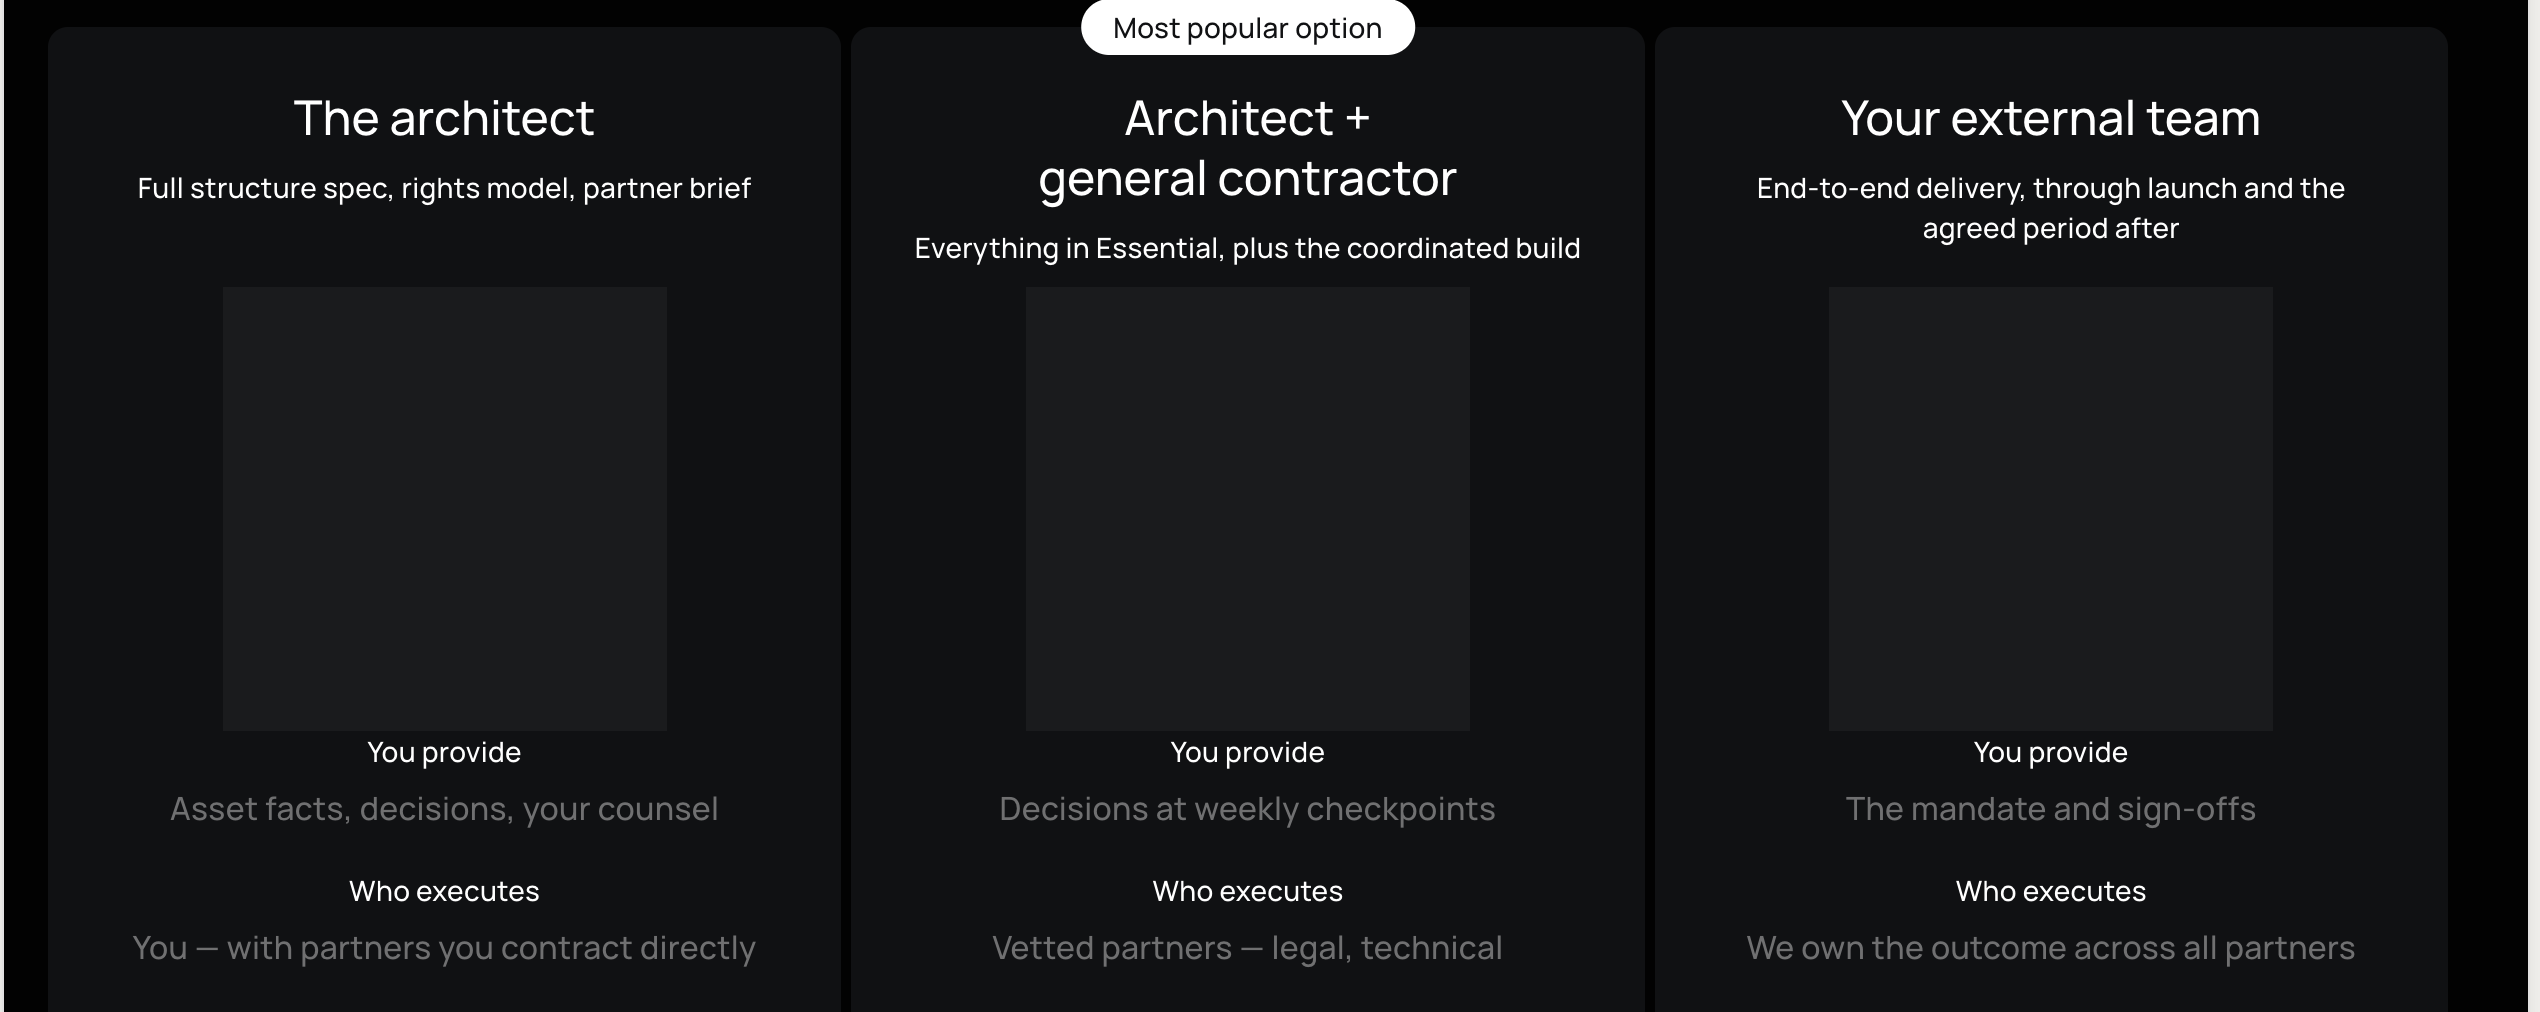 Most popular option
The architect
Full structure spec, rights model, partner brief
You provide
Asset facts, decisions, your counsel
Who executes
You — with partners you contract directly
Architect +
general contractor
Everything in Essential, plus the coordinated build
You provide
Decisions at weekly checkpoints
Who executes
Vetted partners — legal, technical
Your external team
End-to-end delivery, through launch and the
agreed period after
You provide
The mandate and sign-offs
Who executes
We own the outcome across all partners